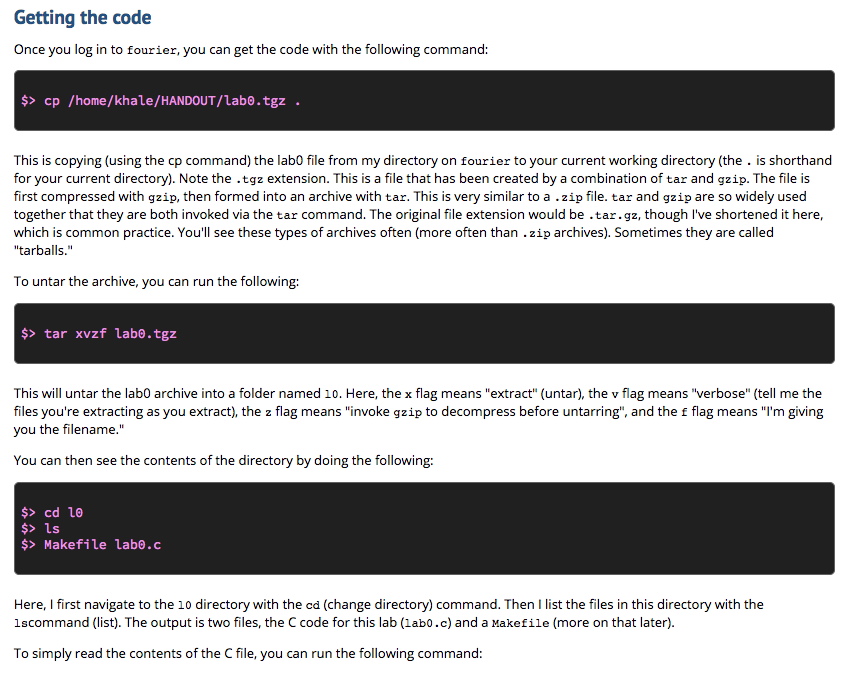 Getting the code
Once you log in to fourier, you can get the code with the following command:
$> cp /home/khale/HANDOUT/lab0.tgz .
This is copying (using the cp command) the lab0 file from my directory on fourier to your current working directory (the . is shorthand
for your current directory). Note the .tgz extension. This is a file that has been created by a combination of tar and gzip. The file is
first compressed with gzip, then formed into an archive with tar. This is very similar to a .zip file. tar and gzip are so widely used
together that they are both invoked via the tar command. The original file extension would be .tar.gz, though I've shortened it here,
which is common practice. You'll see these types of archives often (more often than .zip archives). Sometimes they are called
"tarballs."
To untar the archive, you can run the following:
$> tar xvzf lab0.tgz
This will untar the lab0 archive into a folder named l0. Here, the x flag means "extract" (untar), the v flag means "verbose" (tell me the
files you're extracting as you extract), the z flag means "invoke gzip to decompress before untarring", and the f flag means "I'm giving
you the filename."
You can then see the contents of the directory by doing the following:
$> cd l0
$> ls
$> Makefile lab0.c
Here, I first navigate to the l0 directory with the cd (change directory) command. Then I list the files in this directory with the
lscommand (list). The output is two files, the C code for this lab (lab0.c) and a Makefile (more on that later).
To simply read the contents of the C file, you can run the following command: